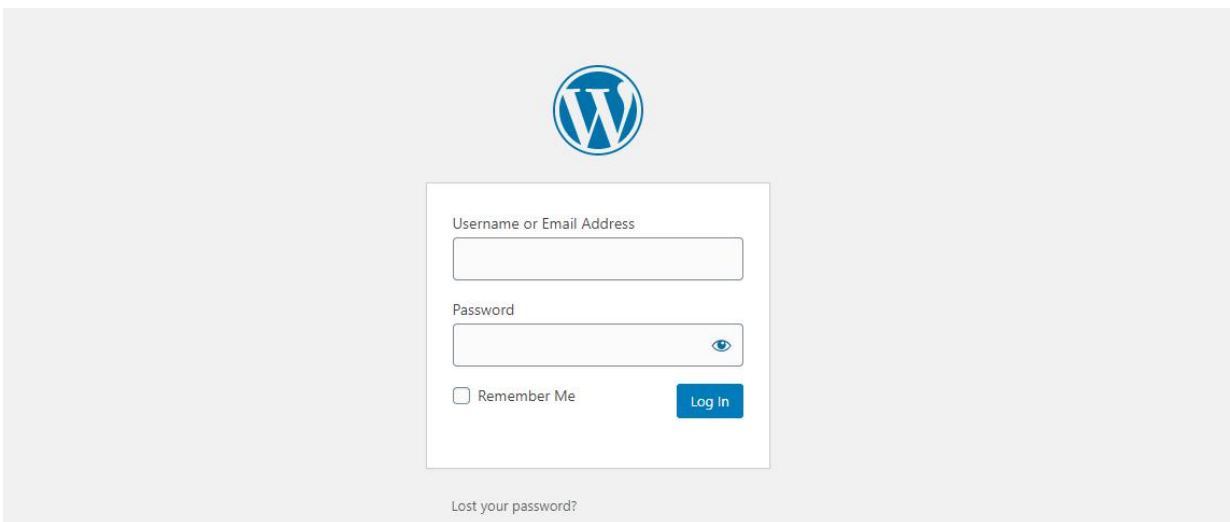 Username or Email Address
Password
Remember Me
Log In
Lost your password?